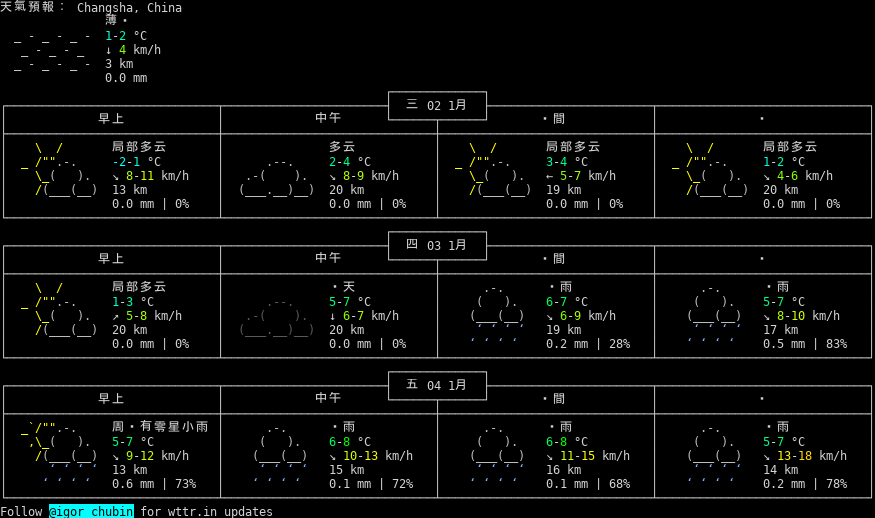 天氣預報： Changsha, China
薄·
1-2 °C
↓ 4 km/h
3 km
0.0 mm
三 02 1月
早上 中午 ·間 ·
局部多云 多云 局部多云 局部多云
-2-1 °C 2-4 °C 3-4 °C 1-2 °C
↘ 8-11 km/h ↘ 8-9 km/h ← 5-7 km/h ↘ 4-6 km/h
13 km 20 km 19 km 20 km
0.0 mm | 0% 0.0 mm | 0% 0.0 mm | 0% 0.0 mm | 0%
四 03 1月
早上 中午 ·間 ·
局部多云 ·天 ·雨 ·雨
1-3 °C 5-7 °C 6-7 °C 5-7 °C
↗ 5-8 km/h ↓ 6-7 km/h ↘ 6-9 km/h ↘ 8-10 km/h
20 km 20 km 19 km 17 km
0.0 mm | 0% 0.0 mm | 0% 0.2 mm | 28% 0.5 mm | 83%
五 04 1月
早上 中午 ·間 ·
周·有零星小雨 ·雨 ·雨 ·雨
5-7 °C 6-8 °C 6-8 °C 5-7 °C
↘ 9-12 km/h ↘ 10-13 km/h ↘ 11-15 km/h ↘ 13-18 km/h
13 km 15 km 16 km 14 km
0.6 mm | 73% 0.1 mm | 72% 0.1 mm | 68% 0.2 mm | 78%
Follow @igor_chubin for wttr.in updates